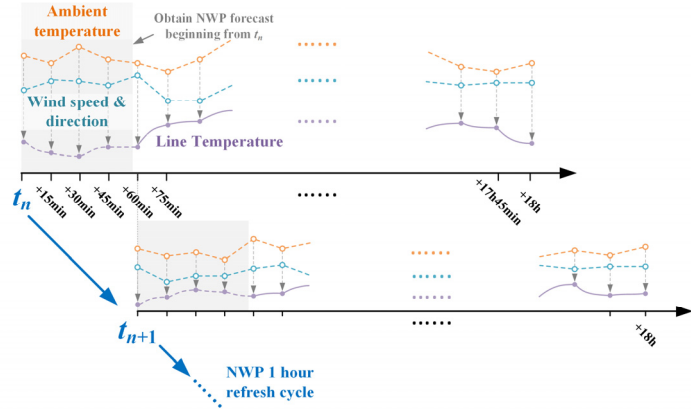 Ambient
temperature
Obtain NWP forecast
beginning from tn
Wind speed &
direction
Line Temperature
tn
+15min
+30min
+45min
+60min
+75min
+17h45min
+18h
tn+1
+18h
NWP 1 hour
refresh cycle